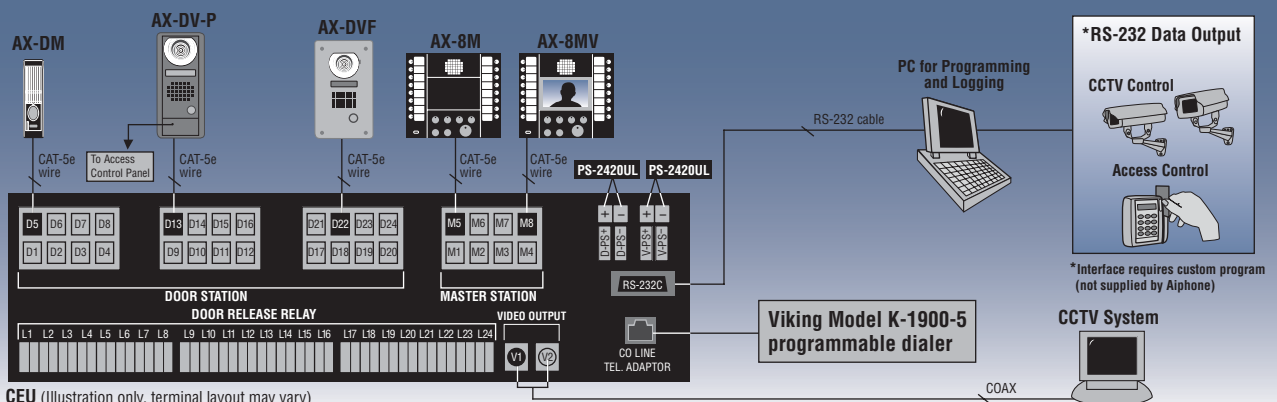 AX-DM
AX-DV-P
AX-DVF
AX-8M
AX-8MV
PC for Programming
and Logging
*RS-232 Data Output
CCTV Control
Access Control
*Interface requires custom program
(not supplied by Aiphone)
RS-232 cable
CAT-5e
wire
To Access
Control Panel
CAT-5e
wire
CAT-5e
wire
CAT-5e
wire
CAT-5e
wire
PS-2420UL
PS-2420UL
+ − + −
D-PS+ D-PS− V-PS+ V-PS−
D5 D6 D7 D8
D1 D2 D3 D4
D13 D14 D15 D16
D9 D10 D11 D12
D21 D22 D23 D24
D17 D18 D19 D20
M5 M6 M7 M8
M1 M2 M3 M4
DOOR STATION
MASTER STATION
RS-232C
DOOR RELEASE RELAY
L1 L2 L3 L4 L5 L6 L7 L8 L9 L10 L11 L12 L13 L14 L15 L16 L17 L18 L19 L20 L21 L22 L23 L24
VIDEO OUTPUT
V1 V2
CO LINE
TEL. ADAPTOR
Viking Model K-1900-5
programmable dialer
CCTV System
COAX
CEU (Illustration only, terminal layout may vary)